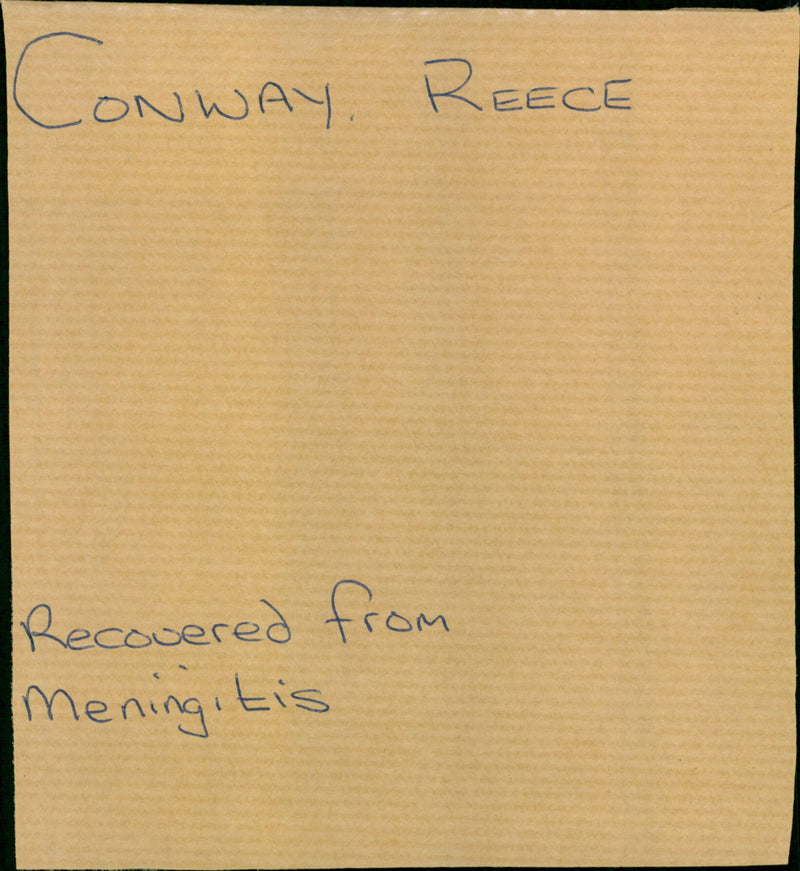 CONWAY. REECE
Recovered from
Meningitis